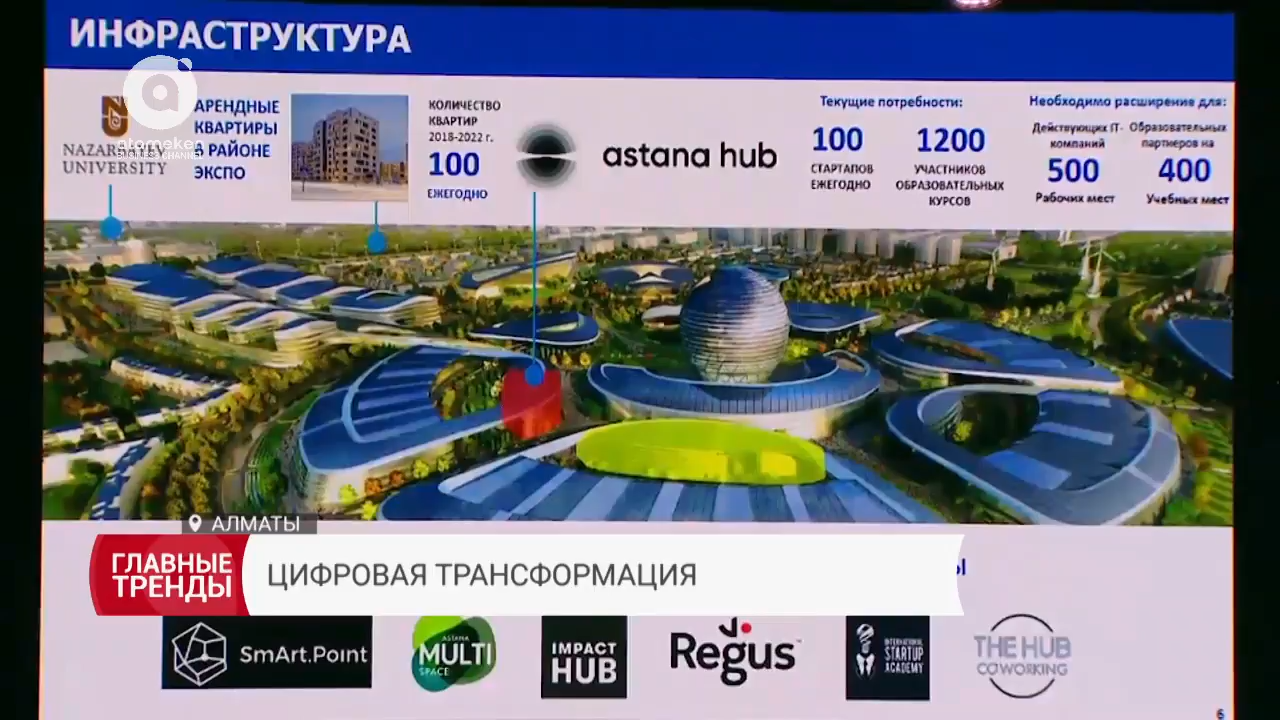 ИНФРАСТРУКТУРА
atameken
BUSINESS CHANNEL
NAZARBAYEV
UNIVERSITY
АРЕНДНЫЕ
КВАРТИРЫ
В РАЙОНЕ
ЭКСПО
КОЛИЧЕСТВО
КВАРТИР
2018-2022 г.
100
ЕЖЕГОДНО
astana hub
Текущие потребности:
100
СТАРТАПОВ
ЕЖЕГОДНО
1200
УЧАСТНИКОВ
ОБРАЗОВАТЕЛЬНЫХ
КУРСОВ
Необходимо расширение для:
Действующих IT-
компаний
500
Рабочих мест
Образовательных
партнеров на
400
Учебных мест
АЛМАТЫ
ГЛАВНЫЕ
ТРЕНДЫ
ЦИФРОВАЯ ТРАНСФОРМАЦИЯ
SmArt.Point
ASTANA
MULTI
SPACE
IMPACT
HUB
Regus
INTERNATIONAL
STARTUP
ACADEMY
THE HUB
COWORKING
6